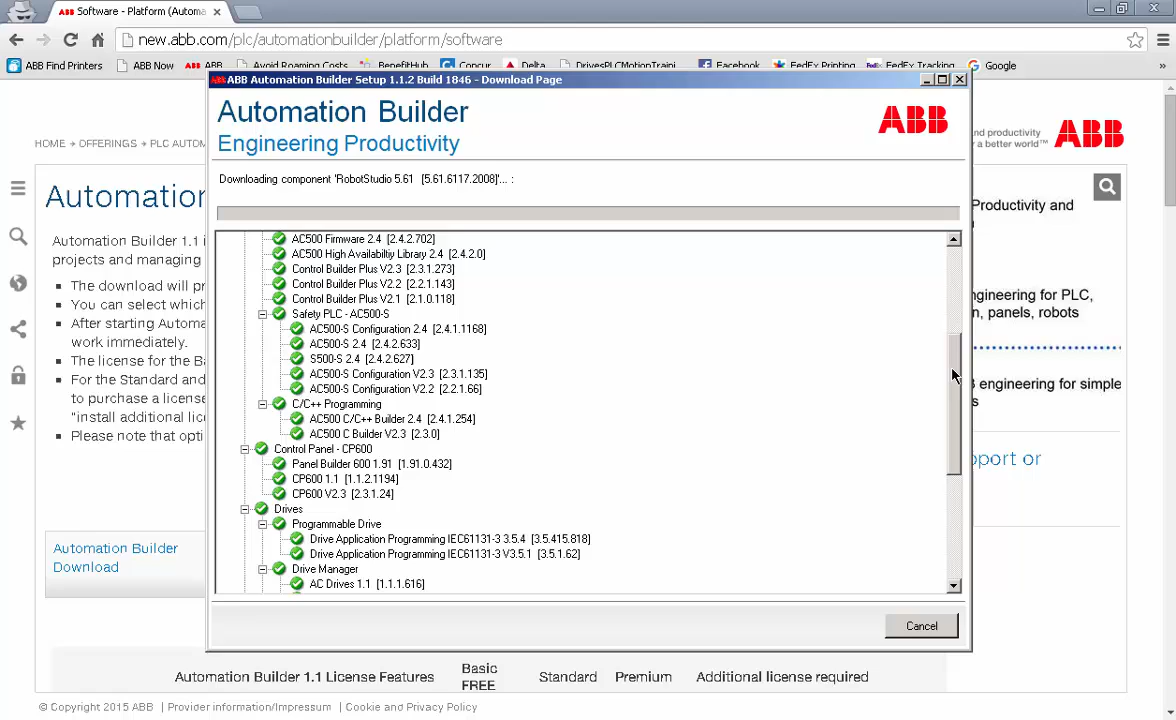 ABB Software - Platform (Automa
new.abb.com/plc/automationbuilder/platform/software
ABB Find Printers ABB Now ABB Avoid Roaming Costs BenefitHub Concur Delta DrivesPLCMotionTraini Facebook FedEx Printing FedEx Tracking Google »
ABB Automation Builder Setup 1.1.2 Build 1846 - Download Page
Automation Builder
Engineering Productivity
ABB
HOME → OFFERINGS → PLC AUTOM
and productivity
a better world™
ABB
Downloading component 'RobotStudio 5.61 [5.61.6117.2008]'... :
Automation
Automation Builder 1.1 i
projects and managing
The download will pr
You can select which
After starting Automa
work immediately.
The license for the Ba
For the Standard and
to purchase a license
"install additional lic
Please note that opti
AC500 Firmware 2.4 [2.4.2.702]
AC500 High Availabiltiy Library 2.4 [2.4.2.0]
Control Builder Plus V2.3 [2.3.1.273]
Control Builder Plus V2.2 [2.2.1.143]
Control Builder Plus V2.1 [2.1.0.118]
Safety PLC - AC500-S
AC500-S Configuration 2.4 [2.4.1.1168]
AC500-S 2.4 [2.4.2.633]
S500-S 2.4 [2.4.2.627]
AC500-S Configuration V2.3 [2.3.1.135]
AC500-S Configuration V2.2 [2.2.1.66]
C/C++ Programming
AC500 C/C++ Builder 2.4 [2.4.1.254]
AC500 C Builder V2.3 [2.3.0]
Control Panel - CP600
Panel Builder 600 1.91 [1.91.0.432]
CP600 1.1 [1.1.2.1194]
CP600 V2.3 [2.3.1.24]
Drives
Programmable Drive
Drive Application Programming IEC61131-3 3.5.4 [3.5.415.818]
Drive Application Programming IEC61131-3 V3.5.1 [3.5.1.62]
Drive Manager
AC Drives 1.1 [1.1.1.616]
Productivity and
ngineering for PLC,
n, panels, robots
B engineering for simple
s
pport or
Automation Builder
Download
Cancel
Automation Builder 1.1 License Features Basic FREE Standard Premium Additional license required
© Copyright 2015 ABB | Provider information/Impressum | Cookie and Privacy Policy